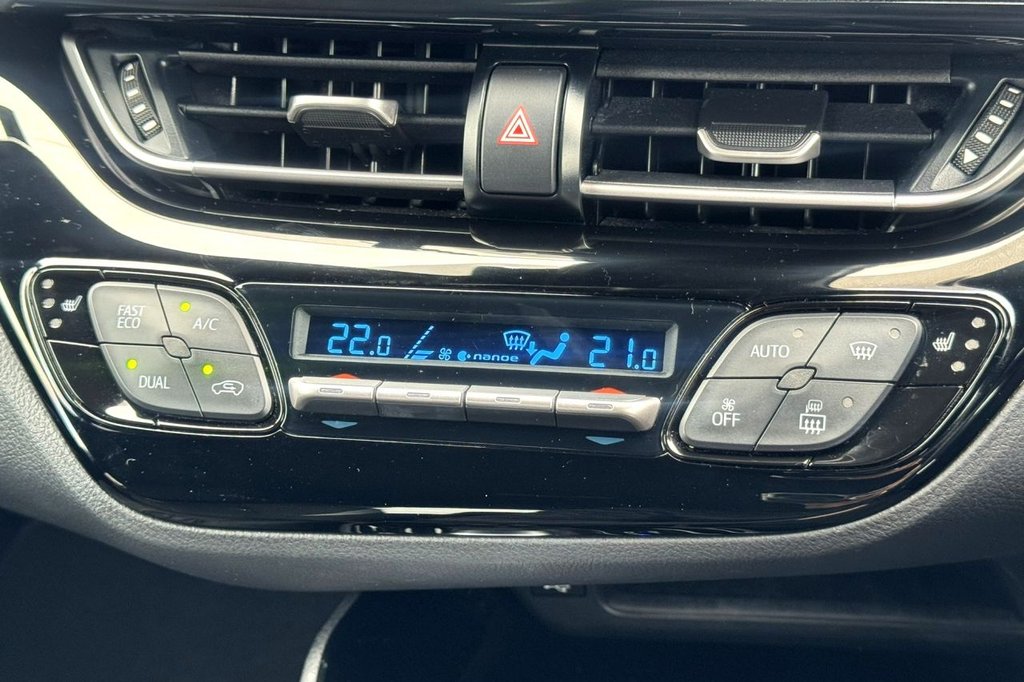 FAST
ECO
A/C
DUAL
22.0
nanoe
21.0
AUTO
OFF